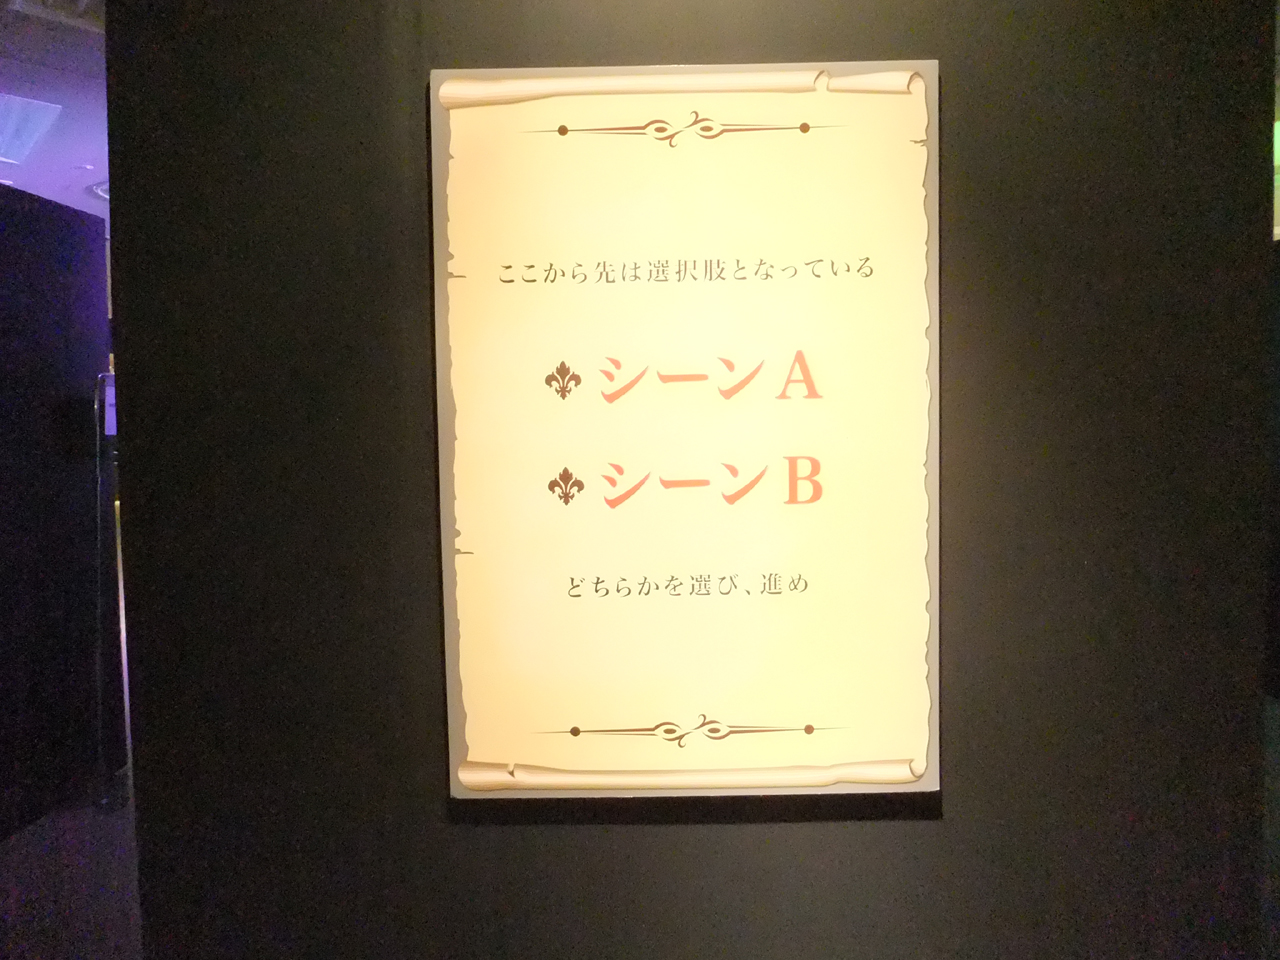 ここから先は選択肢となっている
シーンA
シーンB
どちらかを選び、進め